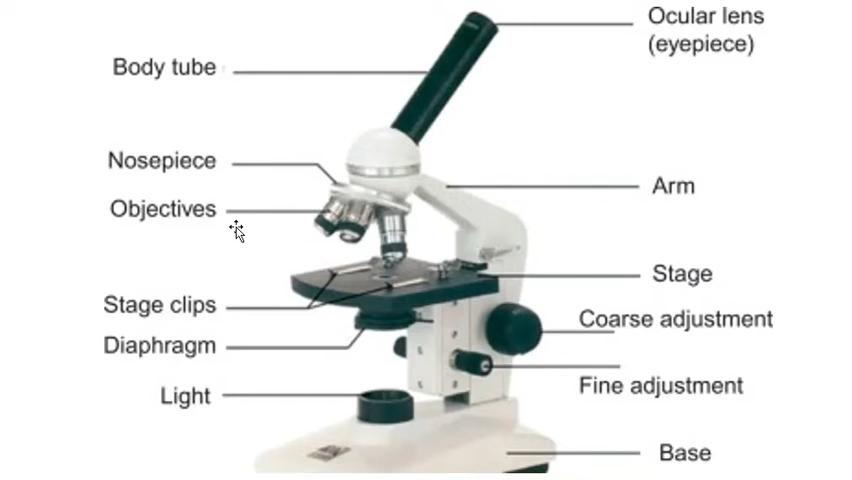 Ocular lens
(eyepiece)
Body tube
Nosepiece
Arm
Objectives
Stage
Stage clips
Coarse adjustment
Diaphragm
Fine adjustment
Light
Base